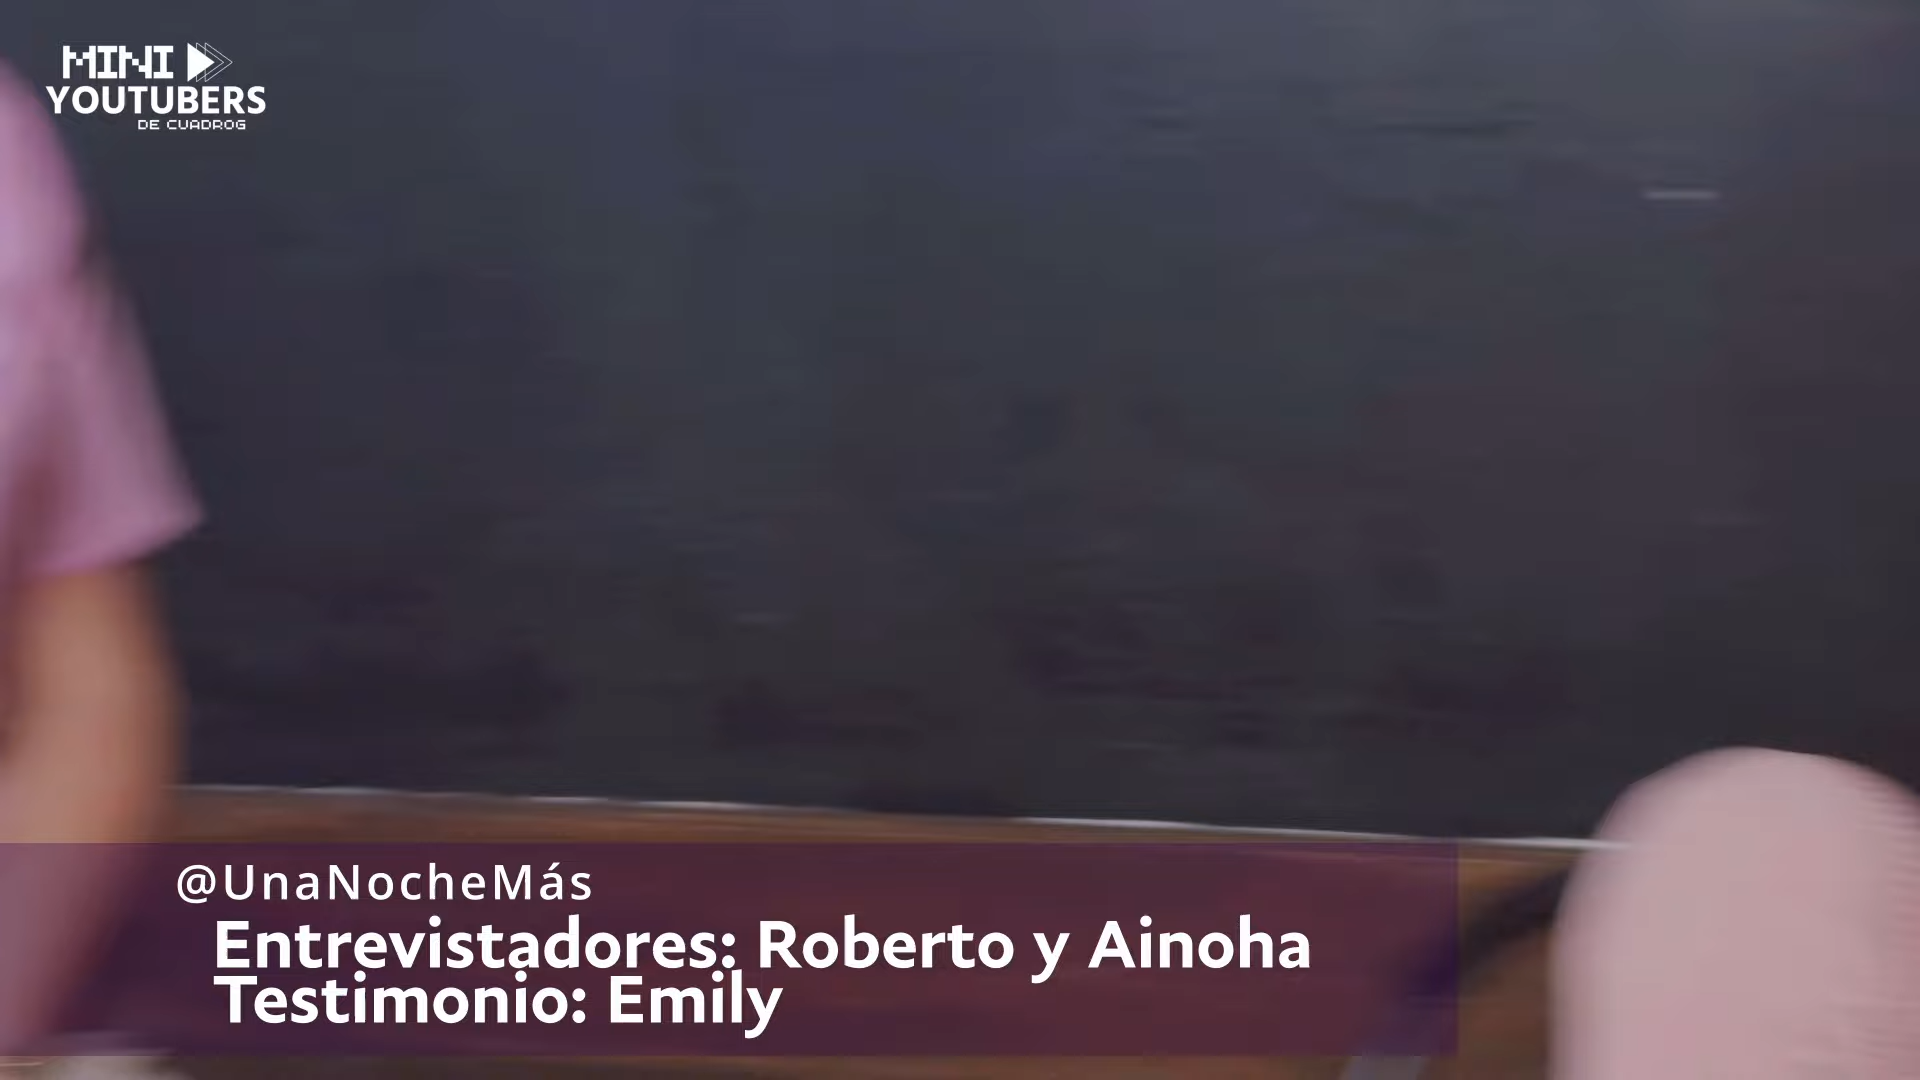 MINI
YOUTUBERS
DE CUADROG
@UnaNocheMás
Entrevistadores: Roberto y Ainoha
Testimonio: Emily